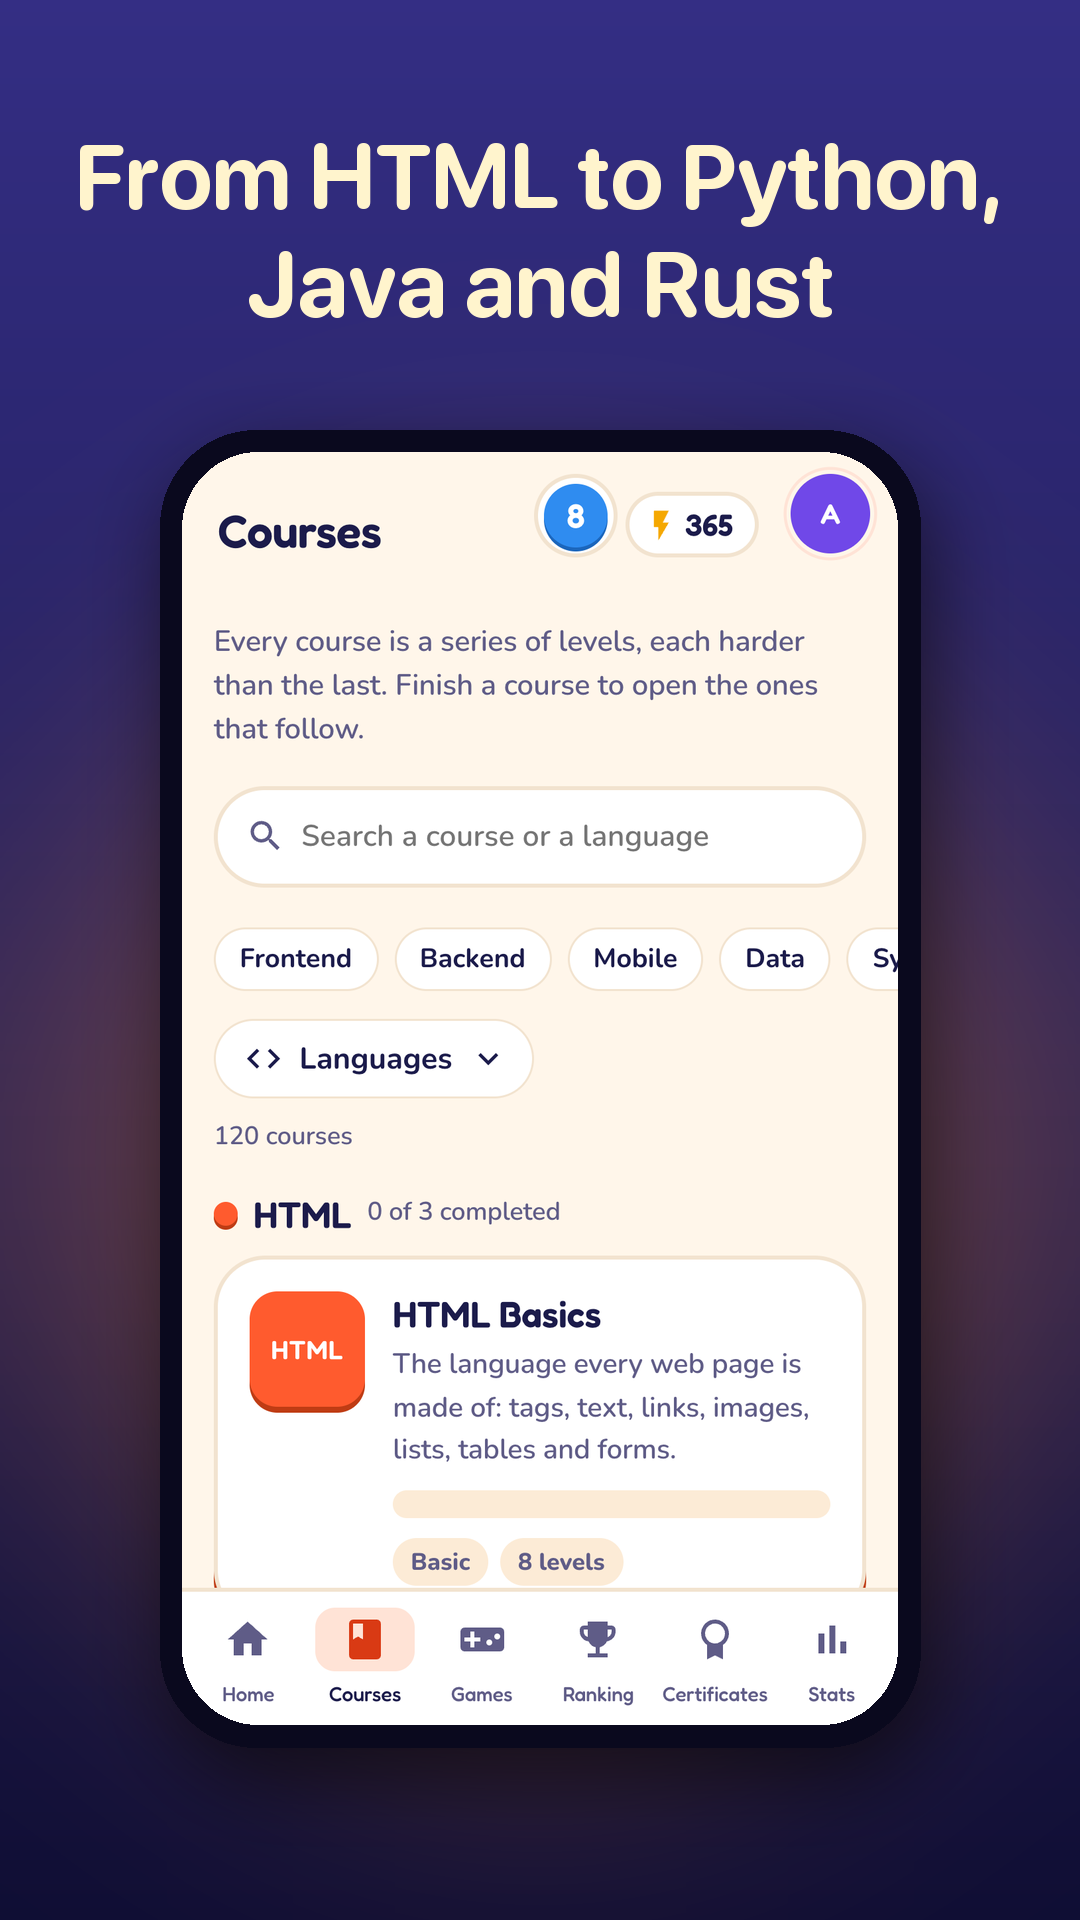 From HTML to Python,
Java and Rust
Courses
8
365
A
Every course is a series of levels, each harder
than the last. Finish a course to open the ones
that follow.
Search a course or a language
Frontend
Backend
Mobile
Data
Sy
Languages
120 courses
HTML 0 of 3 completed
HTML
HTML Basics
The language every web page is
made of: tags, text, links, images,
lists, tables and forms.
Basic
8 levels
Home
Courses
Games
Ranking
Certificates
Stats